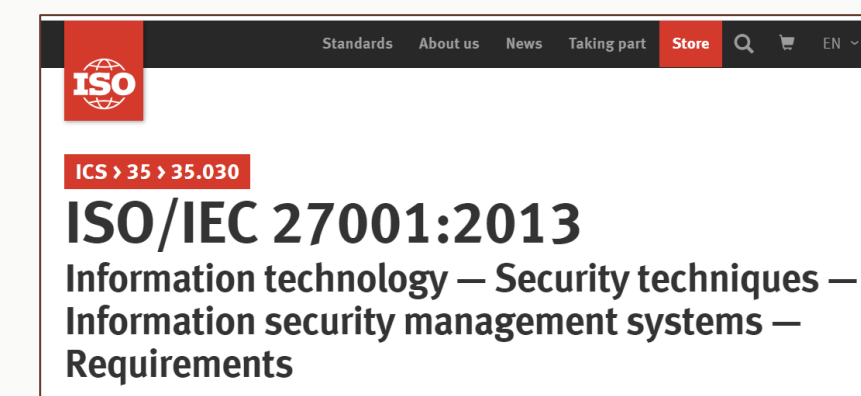 Standards About us News Taking part Store EN
ISO
ICS › 35 › 35.030
ISO/IEC 27001:2013
Information technology — Security techniques —
Information security management systems —
Requirements